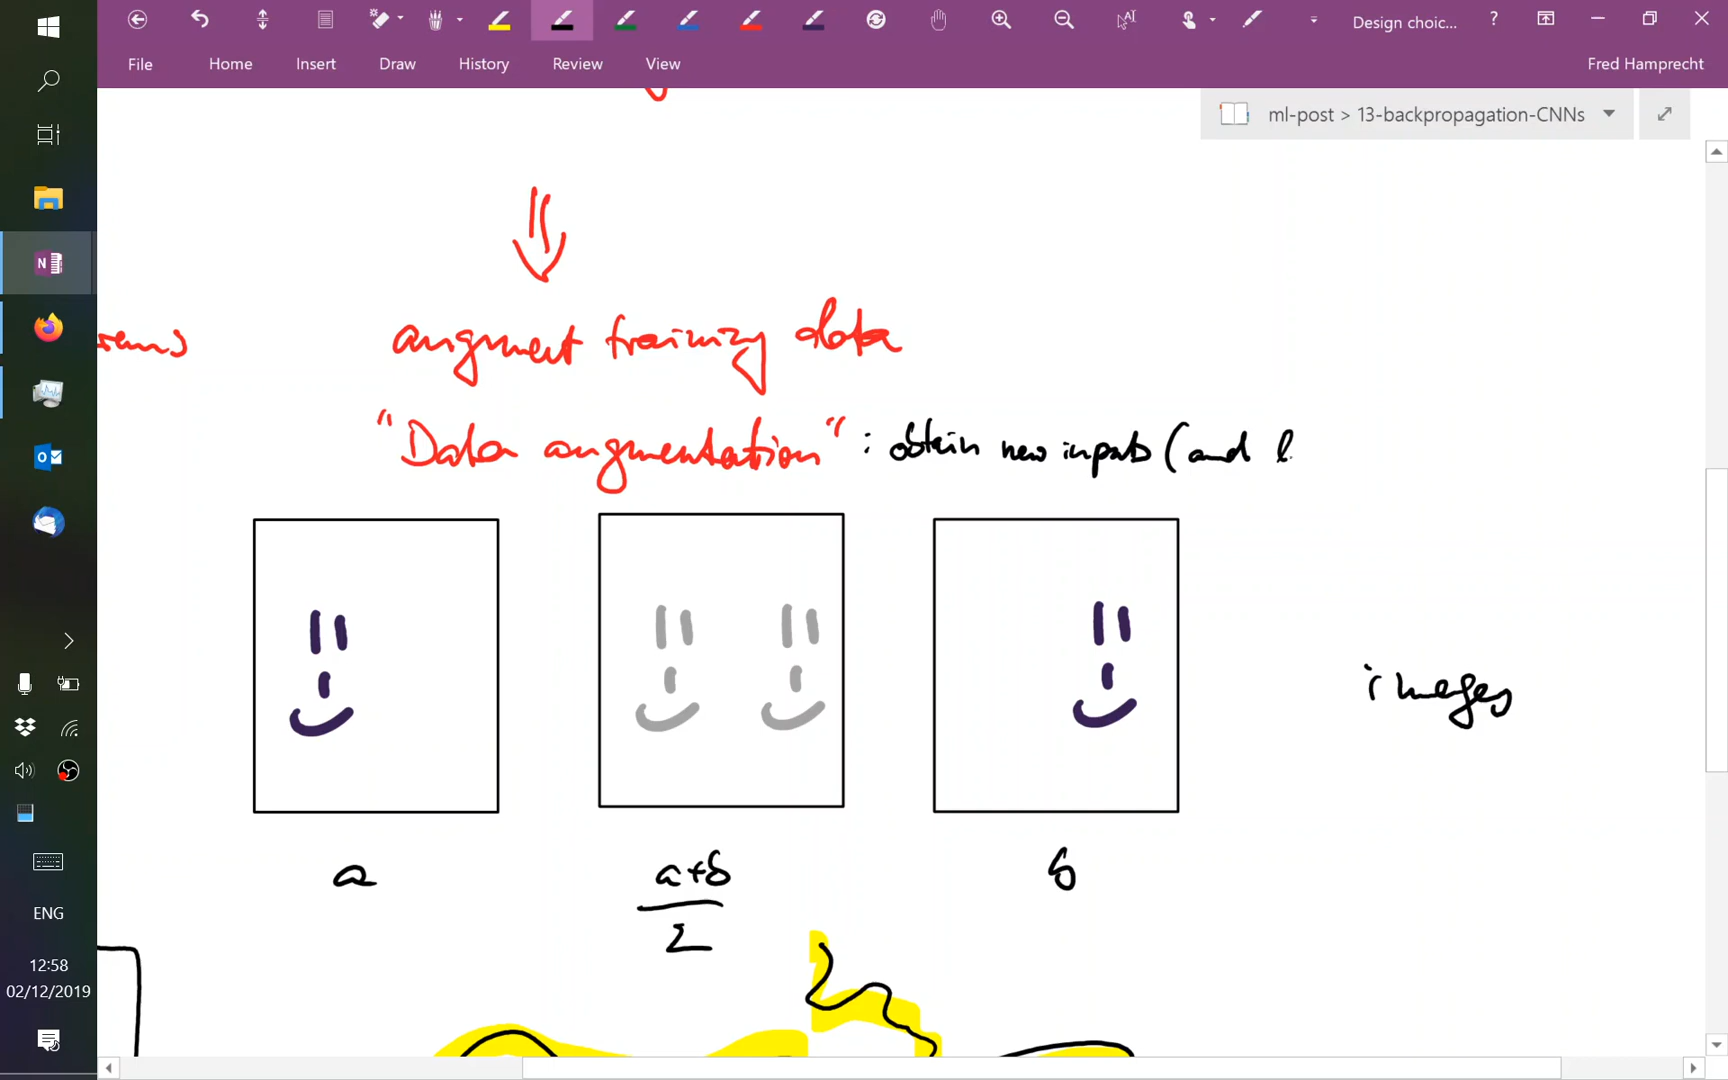 Design choic...
?
File
Home
Insert
Draw
History
Review
View
Fred Hamprecht
ml-post > 13-backpropagation-CNNs
augment training data
"Data augmentation" : obtain new inputs (and l
images
a
a+b
2
b
ENG
12:58
02/12/2019